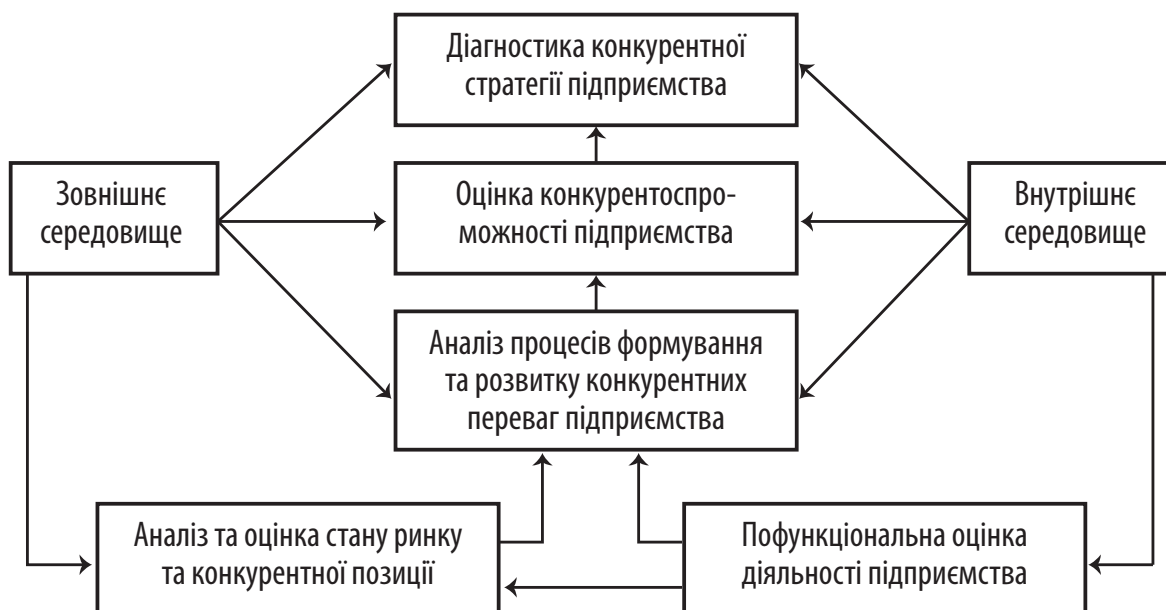 Діагностика конкурентної
стратегії підприємства
Зовнішнє
середовище
Оцінка конкурентоспро-
можності підприємства
Внутрішнє
середовище
Аналіз процесів формування
та розвитку конкурентних
переваг підприємства
Аналіз та оцінка стану ринку
та конкурентної позиції
Пофункціональна оцінка
діяльності підприємства